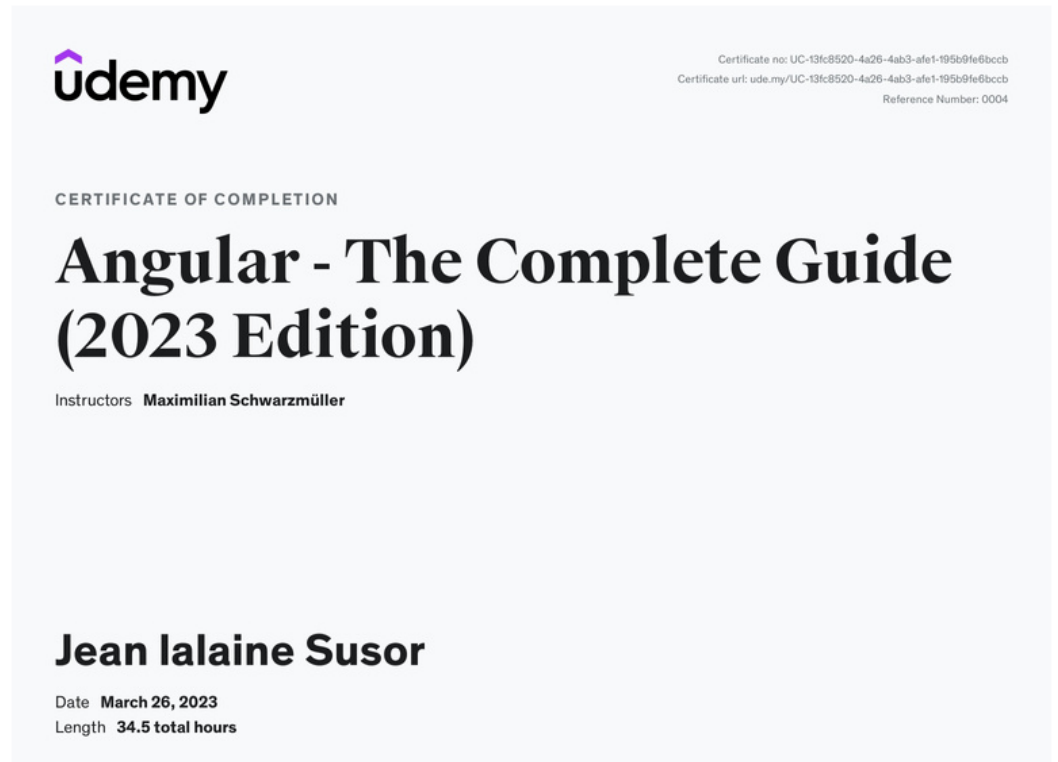 udemy
Certificate no: UC-13fc8520-4a26-4ab3-afe1-195b9fe6bccb
Certificate url: ude.my/UC-13fc8520-4a26-4ab3-afe1-195b9fe6bccb
Reference Number: 0004
CERTIFICATE OF COMPLETION
Angular - The Complete Guide
(2023 Edition)
Instructors Maximilian Schwarzmüller
Jean lalaine Susor
Date March 26, 2023
Length 34.5 total hours